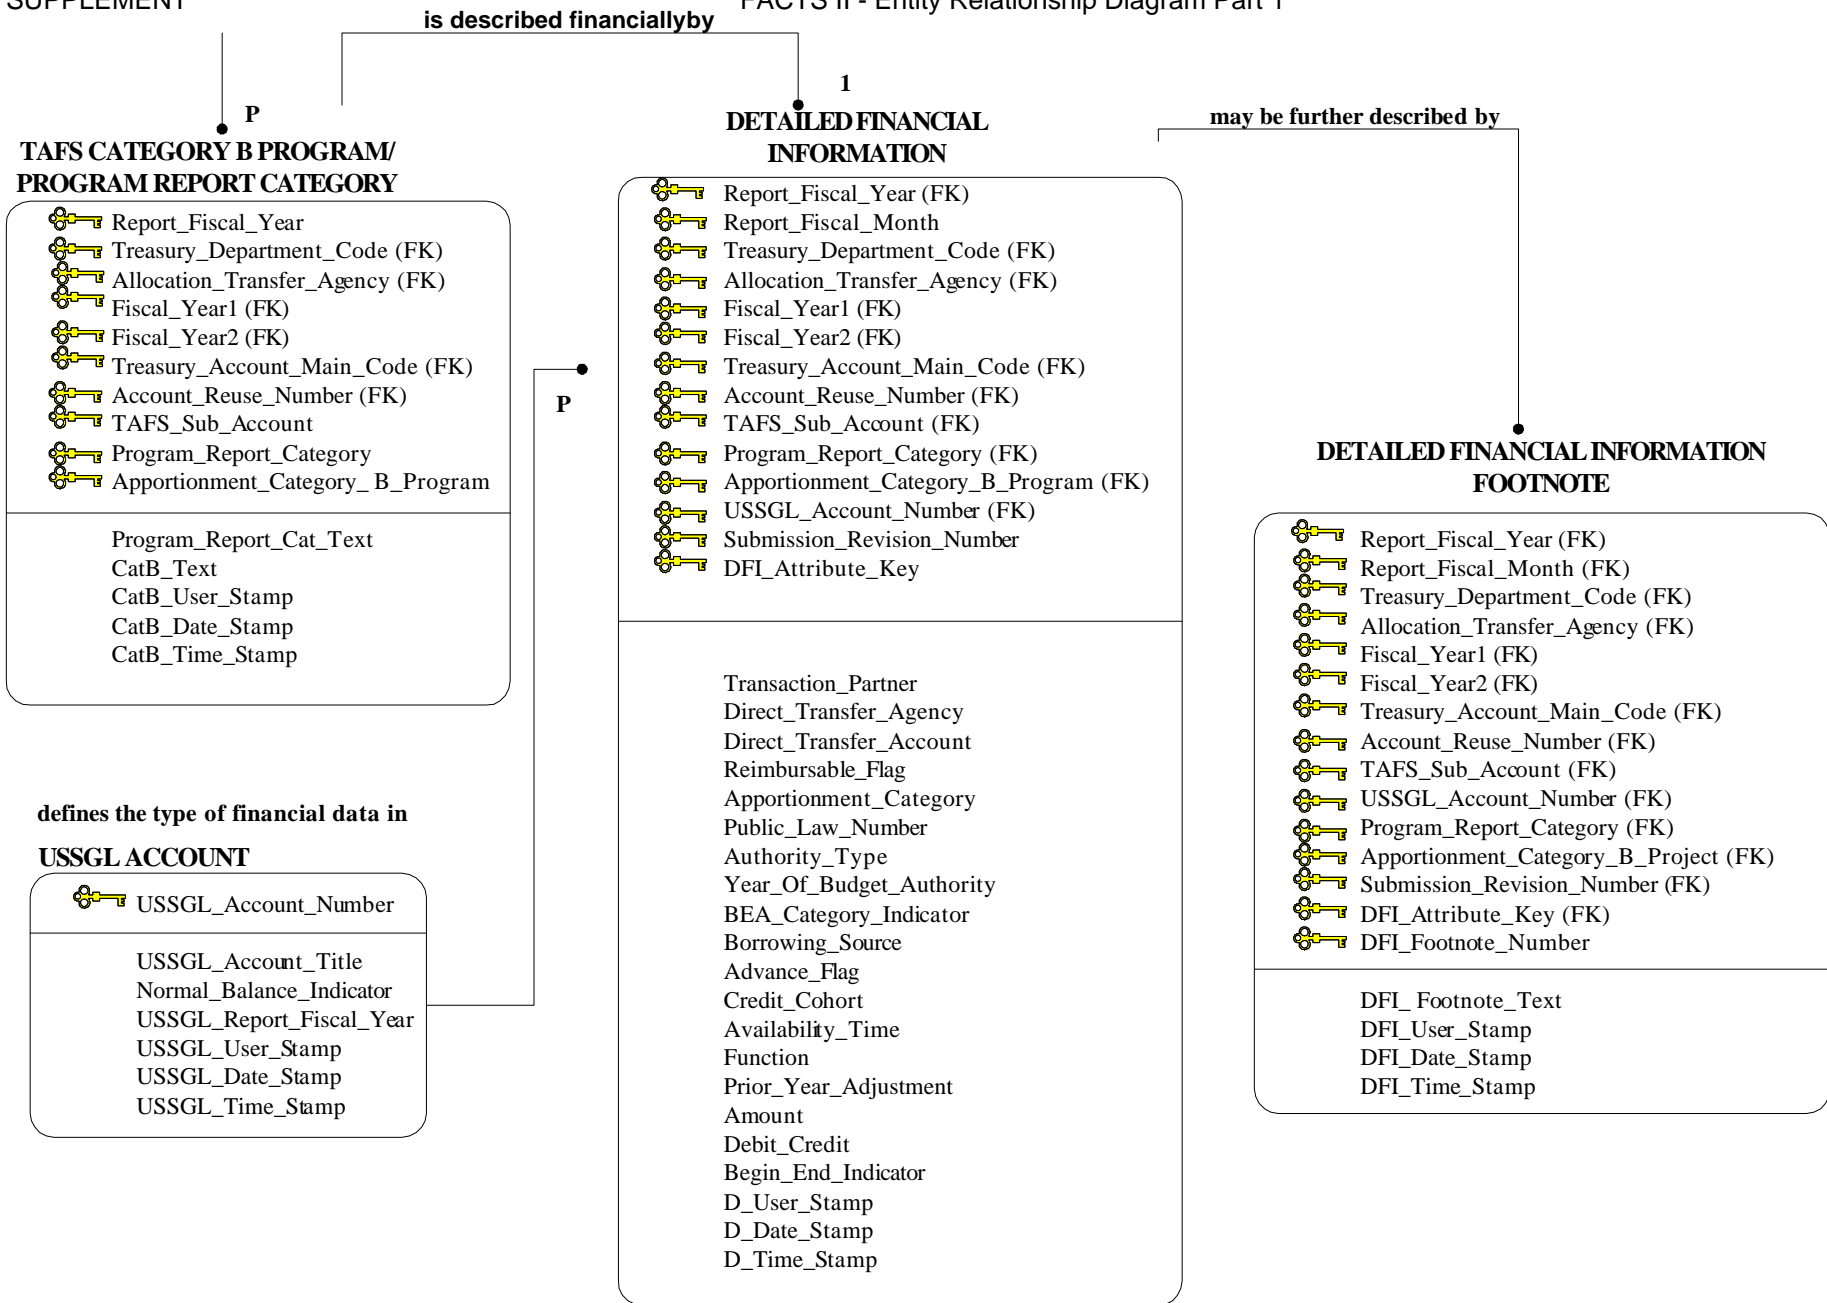 SUPPLEMENT
FACTS II - Entity Relationship Diagram Part 1
is described financiallyby
P
TAFS CATEGORY B PROGRAM/
PROGRAM REPORT CATEGORY
Report_Fiscal_Year
Treasury_Department_Code (FK)
Allocation_Transfer_Agency (FK)
Fiscal_Year1 (FK)
Fiscal_Year2 (FK)
Treasury_Account_Main_Code (FK)
Account_Reuse_Number (FK)
TAFS_Sub_Account
Program_Report_Category
Apportionment_Category_ B_Program
Program_Report_Cat_Text
CatB_Text
CatB_User_Stamp
CatB_Date_Stamp
CatB_Time_Stamp
defines the type of financial data in
USSGL ACCOUNT
USSGL_Account_Number
USSGL_Account_Title
Normal_Balance_Indicator
USSGL_Report_Fiscal_Year
USSGL_User_Stamp
USSGL_Date_Stamp
USSGL_Time_Stamp
P
1
DETAILED FINANCIAL
INFORMATION
Report_Fiscal_Year (FK)
Report_Fiscal_Month
Treasury_Department_Code (FK)
Allocation_Transfer_Agency (FK)
Fiscal_Year1 (FK)
Fiscal_Year2 (FK)
Treasury_Account_Main_Code (FK)
Account_Reuse_Number (FK)
TAFS_Sub_Account (FK)
Program_Report_Category (FK)
Apportionment_Category_B_Program (FK)
USSGL_Account_Number (FK)
Submission_Revision_Number
DFI_Attribute_Key
Transaction_Partner
Direct_Transfer_Agency
Direct_Transfer_Account
Reimbursable_Flag
Apportionment_Category
Public_Law_Number
Authority_Type
Year_Of_Budget_Authority
BEA_Category_Indicator
Borrowing_Source
Advance_Flag
Credit_Cohort
Availability_Time
Function
Prior_Year_Adjustment
Amount
Debit_Credit
Begin_End_Indicator
D_User_Stamp
D_Date_Stamp
D_Time_Stamp
may be further described by
DETAILED FINANCIAL INFORMATION
FOOTNOTE
Report_Fiscal_Year (FK)
Report_Fiscal_Month (FK)
Treasury_Department_Code (FK)
Allocation_Transfer_Agency (FK)
Fiscal_Year1 (FK)
Fiscal_Year2 (FK)
Treasury_Account_Main_Code (FK)
Account_Reuse_Number (FK)
TAFS_Sub_Account (FK)
USSGL_Account_Number (FK)
Program_Report_Category (FK)
Apportionment_Category_B_Project (FK)
Submission_Revision_Number (FK)
DFI_Attribute_Key (FK)
DFI_Footnote_Number
DFI_ Footnote_Text
DFI_User_Stamp
DFI_Date_Stamp
DFI_Time_Stamp